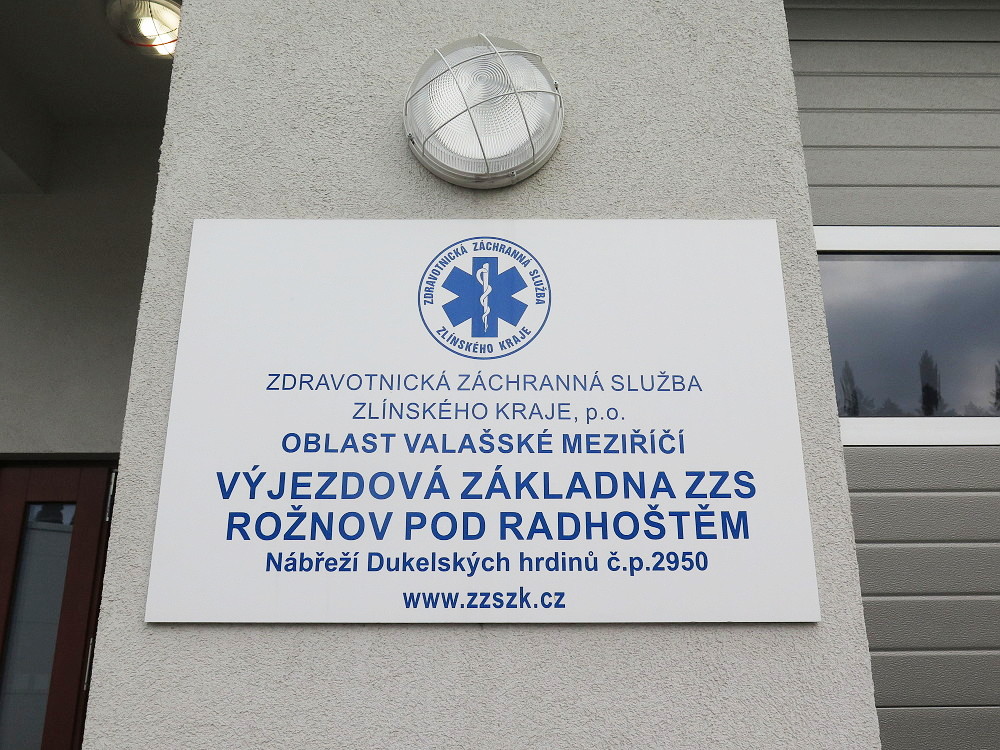 ZDRAVOTNICKÁ ZÁCHRANNÁ SLUŽBA
ZLÍNSKÉHO KRAJE
ZDRAVOTNICKÁ ZÁCHRANNÁ SLUŽBA
ZLÍNSKÉHO KRAJE, p.o.
OBLAST VALAŠSKÉ MEZIŘÍČÍ
VÝJEZDOVÁ ZÁKLADNA ZZS
ROŽNOV POD RADHOŠTĚM
Nábřeží Dukelských hrdinů č.p.2950
www.zzszk.cz